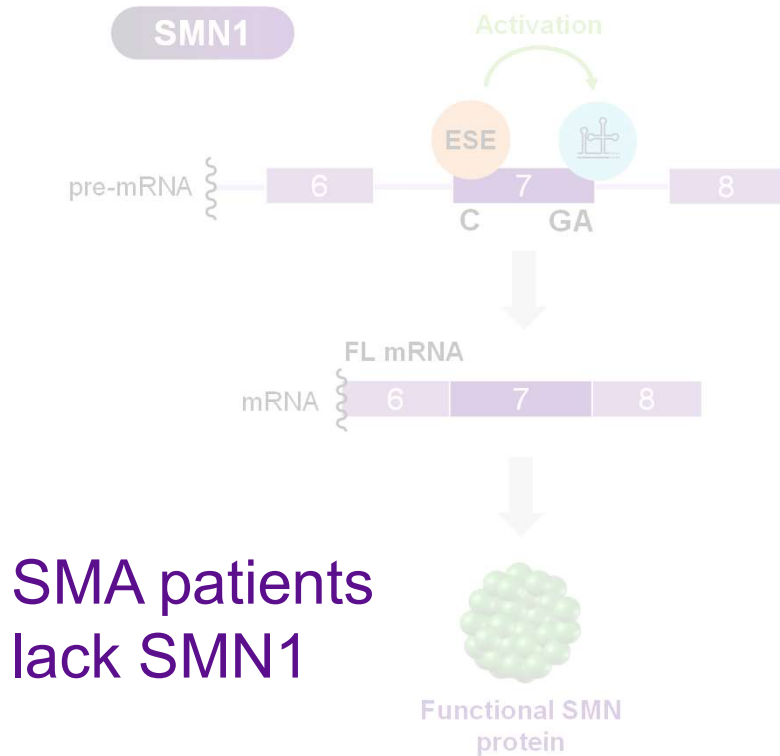 SMN1
Activation
ESE
pre-mRNA
6
7
8
C
GA
FL mRNA
mRNA
6
7
8
SMA patients
lack SMN1
Functional SMN
protein